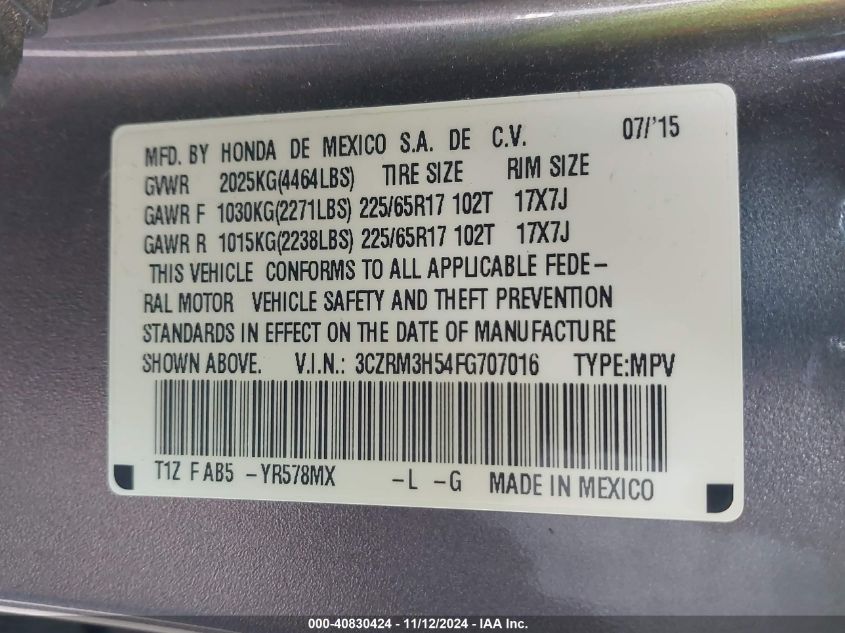 MFD. BY HONDA DE MEXICO S.A. DE C.V. 07/'15
GVWR 2025KG(4464LBS) TIRE SIZE RIM SIZE
GAWR F 1030KG(2271LBS) 225/65R17 102T 17X7J
GAWR R 1015KG(2238LBS) 225/65R17 102T 17X7J
THIS VEHICLE CONFORMS TO ALL APPLICABLE FEDE-
RAL MOTOR VEHICLE SAFETY AND THEFT PREVENTION
STANDARDS IN EFFECT ON THE DATE OF MANUFACTURE
SHOWN ABOVE. V.I.N.: 3CZRM3H54FG707016 TYPE:MPV
T1Z F AB5 -YR578MX -L -G MADE IN MEXICO
000-40830424 - 11/12/2024 - IAA Inc.